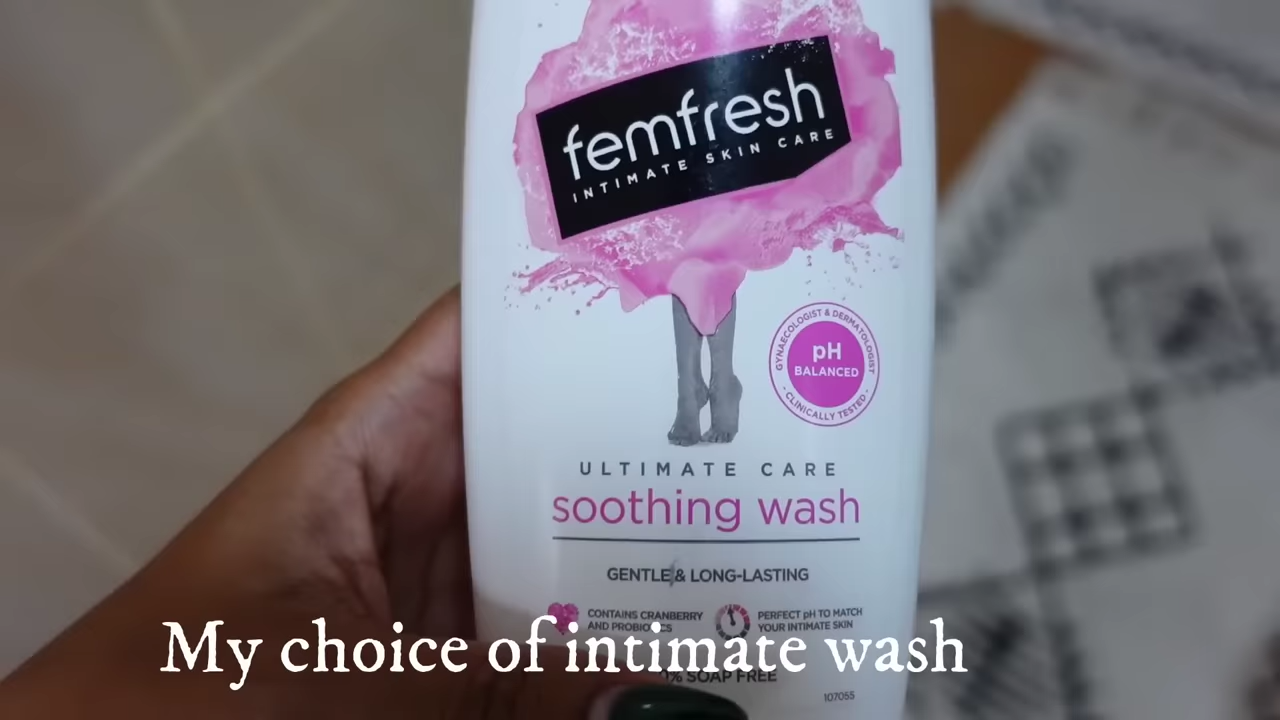 femfresh
INTIMATE SKIN CARE
GYNAECOLOGIST & DERMATOLOGIST
pH
BALANCED
- CLINICALLY TESTED -
ULTIMATE CARE
soothing wash
GENTLE & LONG-LASTING
CONTAINS CRANBERRY
AND PROBIOTICS
PERFECT pH TO MATCH
YOUR INTIMATE SKIN
My choice of intimate wash
0% SOAP FREE
107055